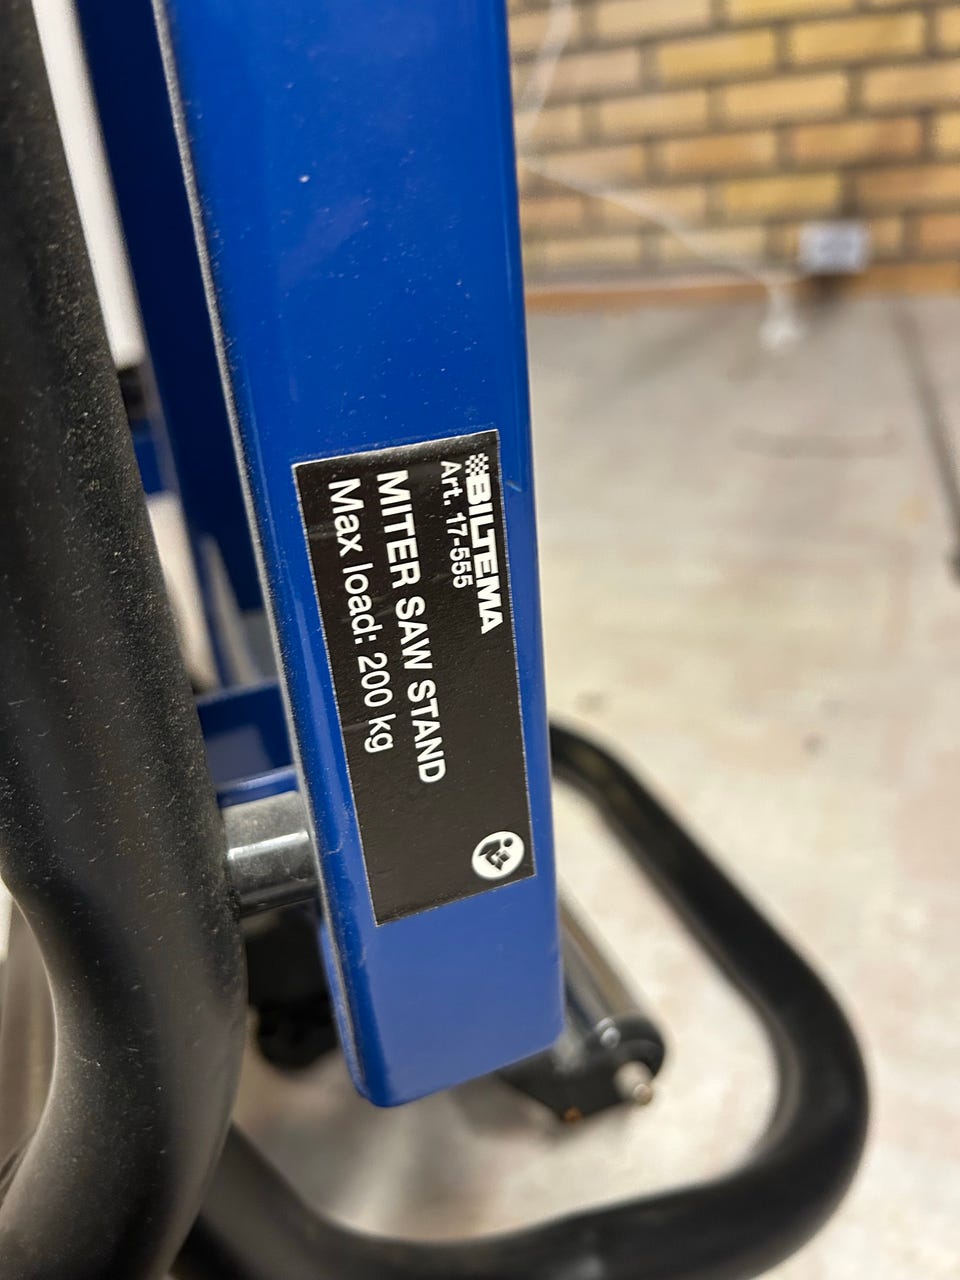 BILTEMA
Art. 17-555
MITER SAW STAND
Max load: 200 kg